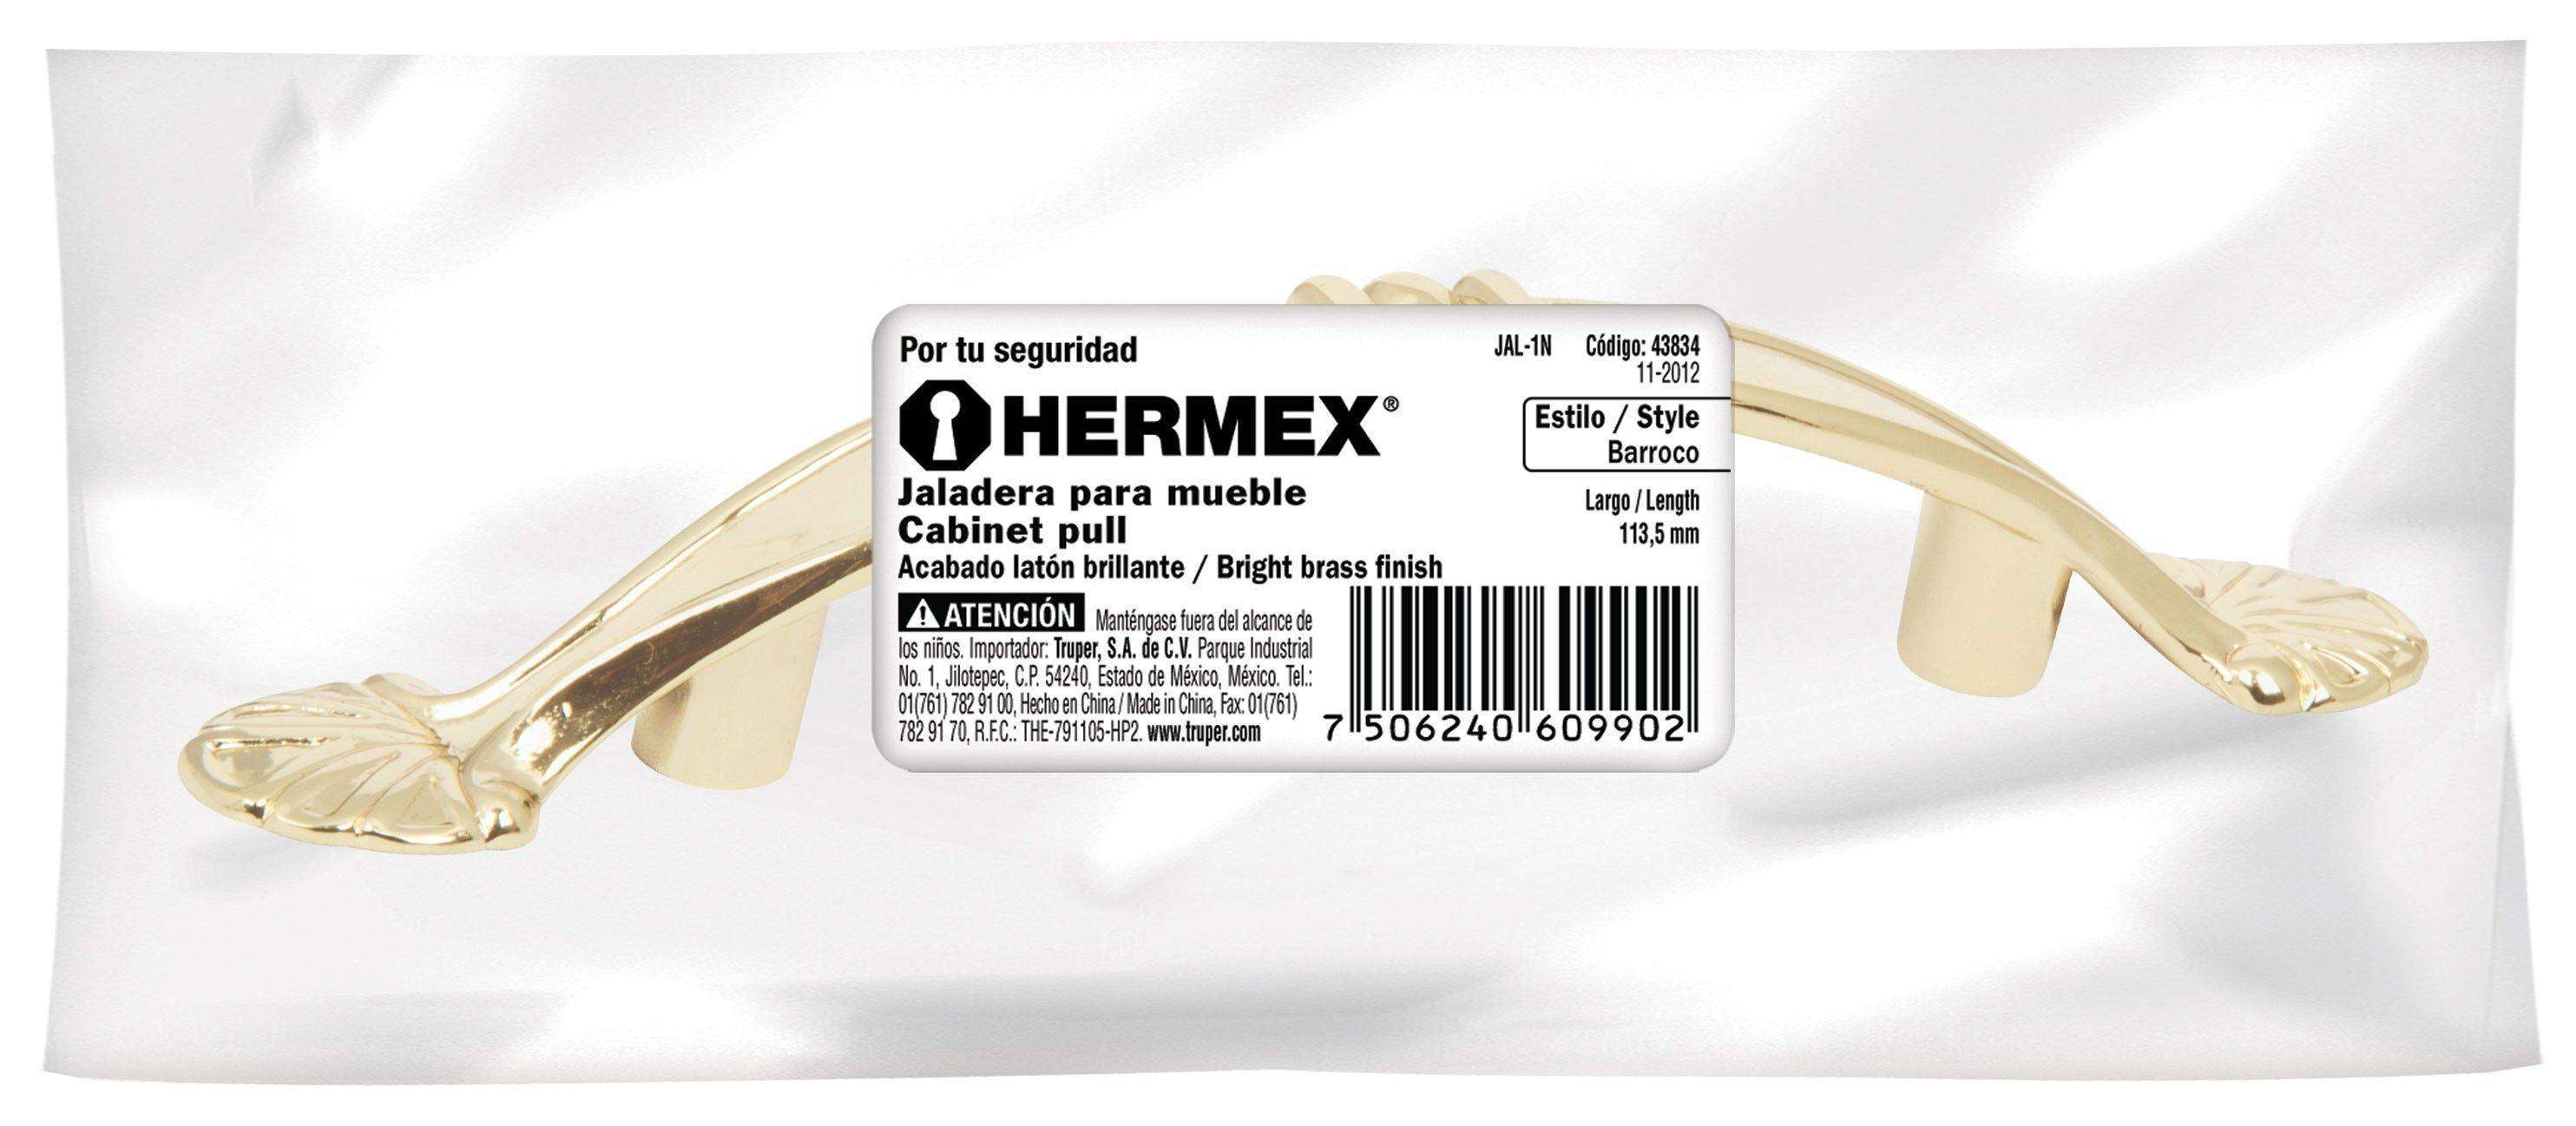 Por tu seguridad
JAL-1N Código: 43834
11-2012
HERMEX®
Estilo / Style
Barroco
Jaladera para mueble
Cabinet pull
Largo / Length
113,5 mm
Acabado latón brillante / Bright brass finish
ATENCIÓN Manténgase fuera del alcance de
los niños. Importador: Truper, S.A. de C.V. Parque Industrial
No. 1, Jilotepec, C.P. 54240, Estado de México, México. Tel.:
01(761) 782 91 00, Hecho en China / Made in China, Fax: 01(761)
782 91 70, R.F.C.: THE-791105-HP2. www.truper.com
7 506240 609902